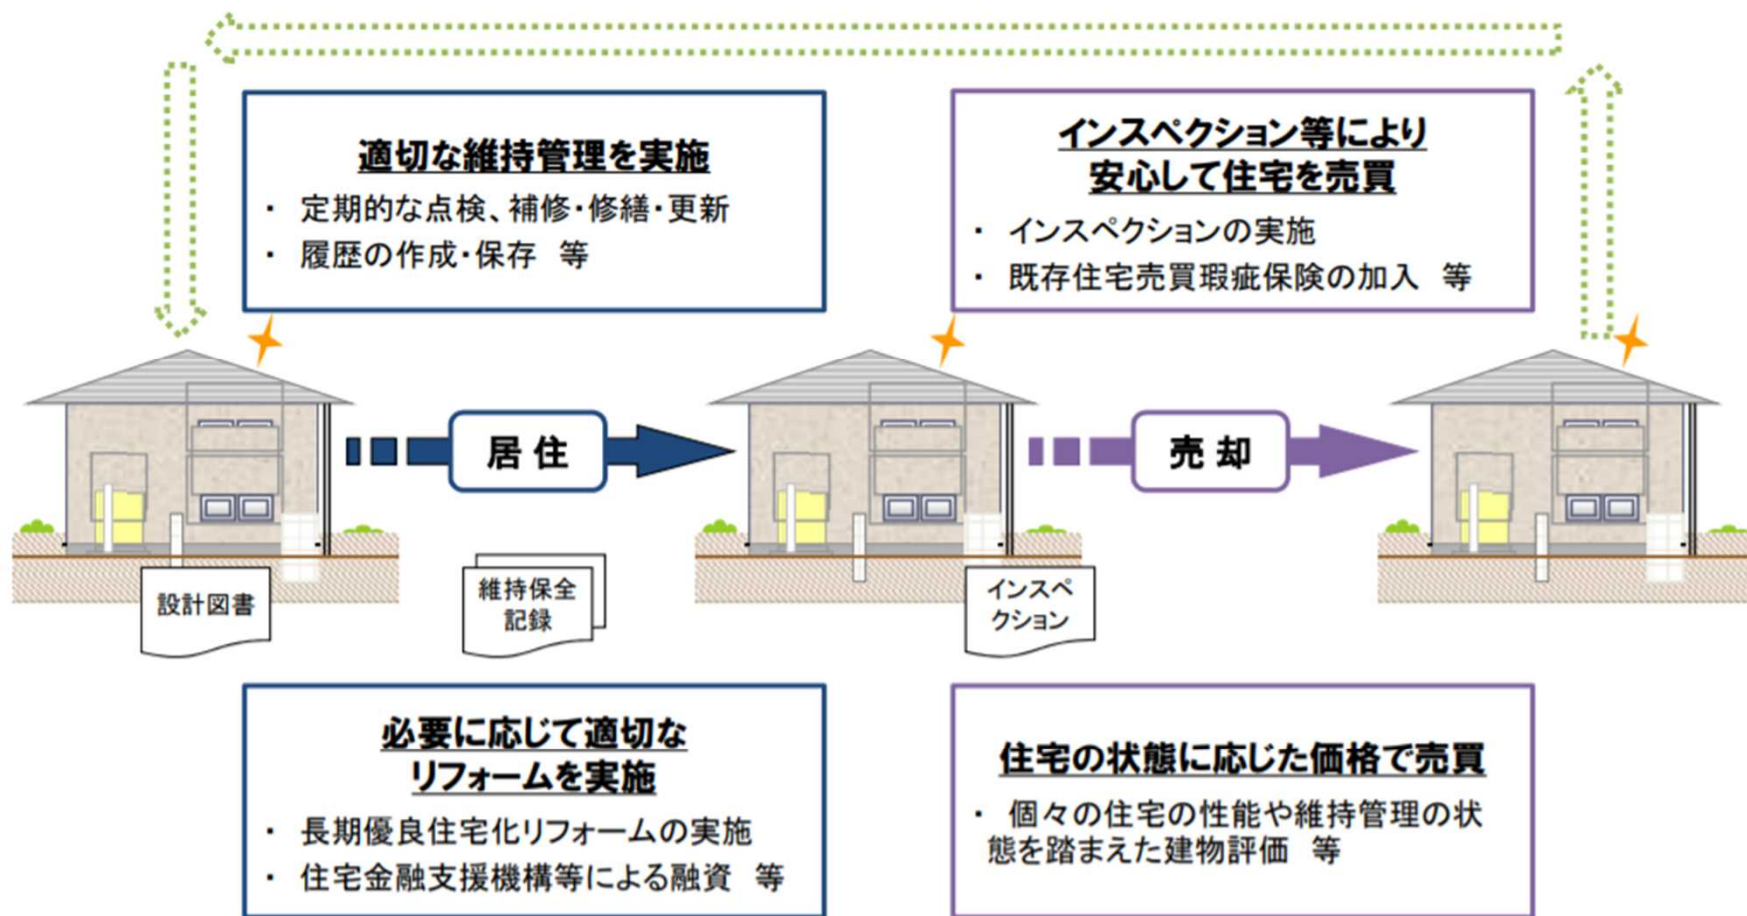 適切な維持管理を実施
・ 定期的な点検、補修・修繕・更新
・ 履歴の作成・保存　等
インスペクション等により
安心して住宅を売買
・ インスペクションの実施
・ 既存住宅売買瑕疵保険の加入　等
居 住
売 却
設計図書
維持保全
記録
インスペ
クション
必要に応じて適切な
リフォームを実施
・ 長期優良住宅化リフォームの実施
・ 住宅金融支援機構等による融資　等
住宅の状態に応じた価格で売買
・ 個々の住宅の性能や維持管理の状
態を踏まえた建物評価　等